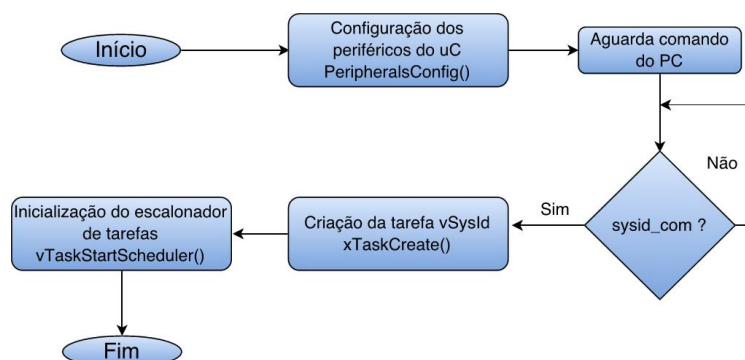 Início
Configuração dos
periféricos do uC
PeripheralsConfig()
Aguarda comando
do PC
Não
sysid_com ?
Sim
Criação da tarefa vSysId
xTaskCreate()
Inicialização do escalonador
de tarefas
vTaskStartScheduler()
Fim